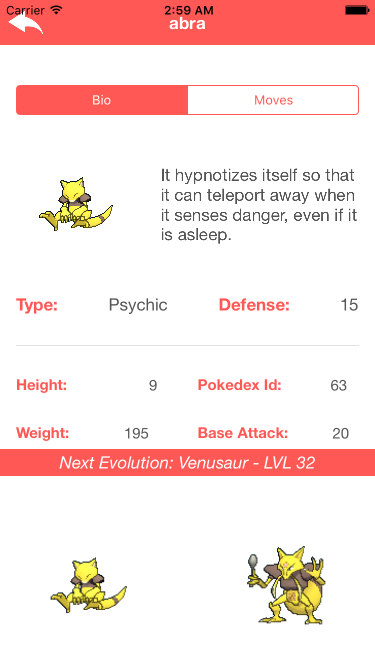 Carrier 2:59 AM
abra
Bio Moves
It hypnotizes itself so that
it can teleport away when
it senses danger, even if it
is asleep.
Type: Psychic Defense: 15
Height: 9 Pokedex Id: 63
Weight: 195 Base Attack: 20
Next Evolution: Venusaur - LVL 32